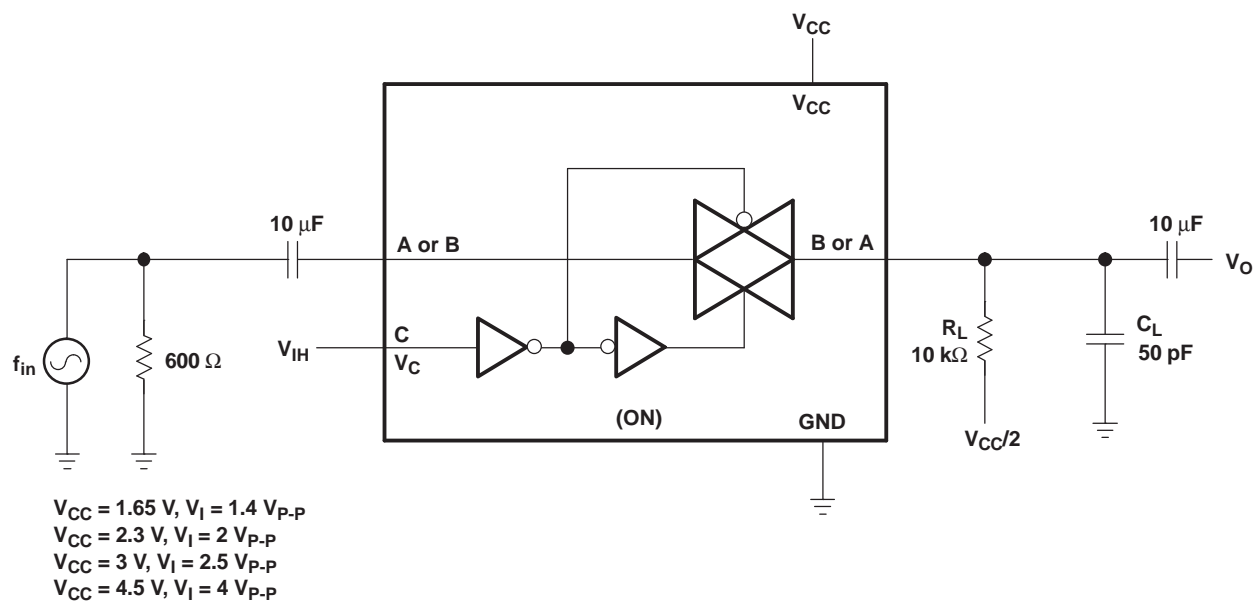 VCC
VCC
10 μF
A or B
B or A
10 μF
VO
fin
600 Ω
VIH
C
VC
RL
10 kΩ
CL
50 pF
(ON)
GND
VCC/2
VCC = 1.65 V, VI = 1.4 VP-P
VCC = 2.3 V, VI = 2 VP-P
VCC = 3 V, VI = 2.5 VP-P
VCC = 4.5 V, VI = 4 VP-P